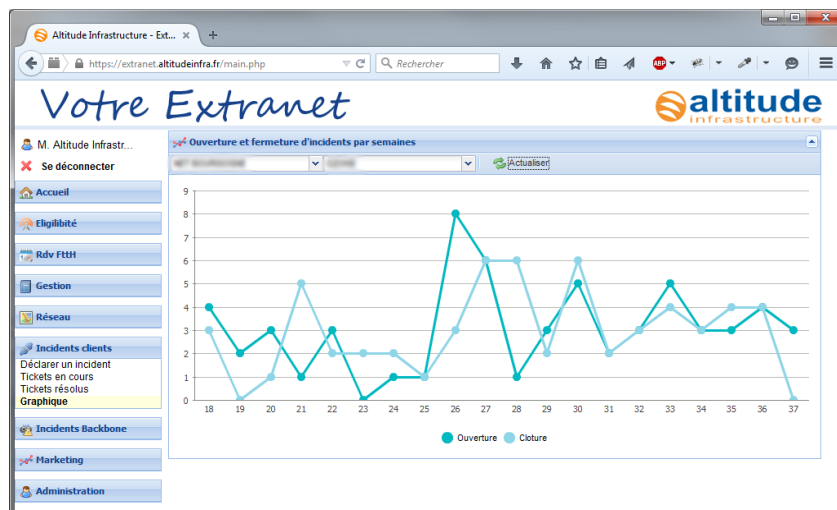 Altitude Infrastructure - Ext...
https://extranet.altitudeinfra.fr/main.php
Rechercher
ABP
Votre Extranet
altitude
infrastructure
M. Altitude Infrastr...
Se déconnecter
Accueil
Eligilibité
Rdv FttH
Gestion
Réseau
Incidents clients
Déclarer un incident
Tickets en cours
Tickets résolus
Graphique
Incidents Backbone
Marketing
Administration
Ouverture et fermeture d'incidents par semaines
Actualiser
9
8
7
6
5
4
3
2
1
0
18 19 20 21 22 23 24 25 26 27 28 29 30 31 32 33 34 35 36 37
Ouverture Cloture